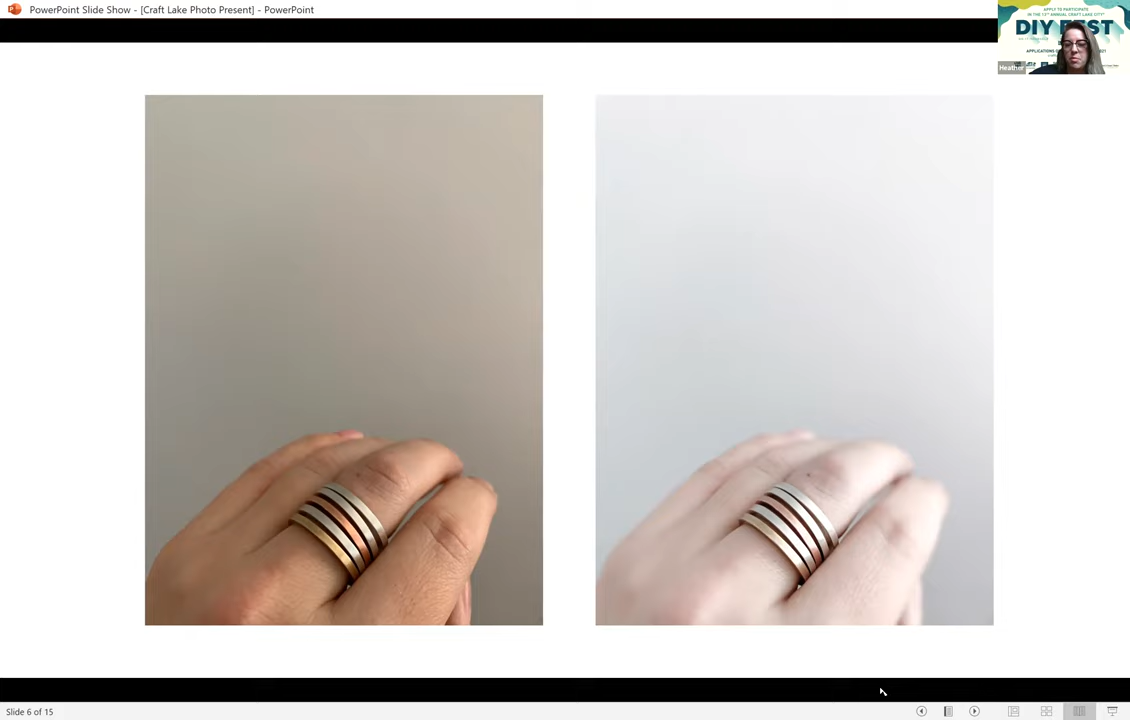 PowerPoint Slide Show - [Craft Lake Photo Present] - PowerPoint
APPLY TO PARTICIPATE
IN THE 13TH ANNUAL CRAFT LAKE CITY
DIY FEST
Heather
Slide 6 of 15